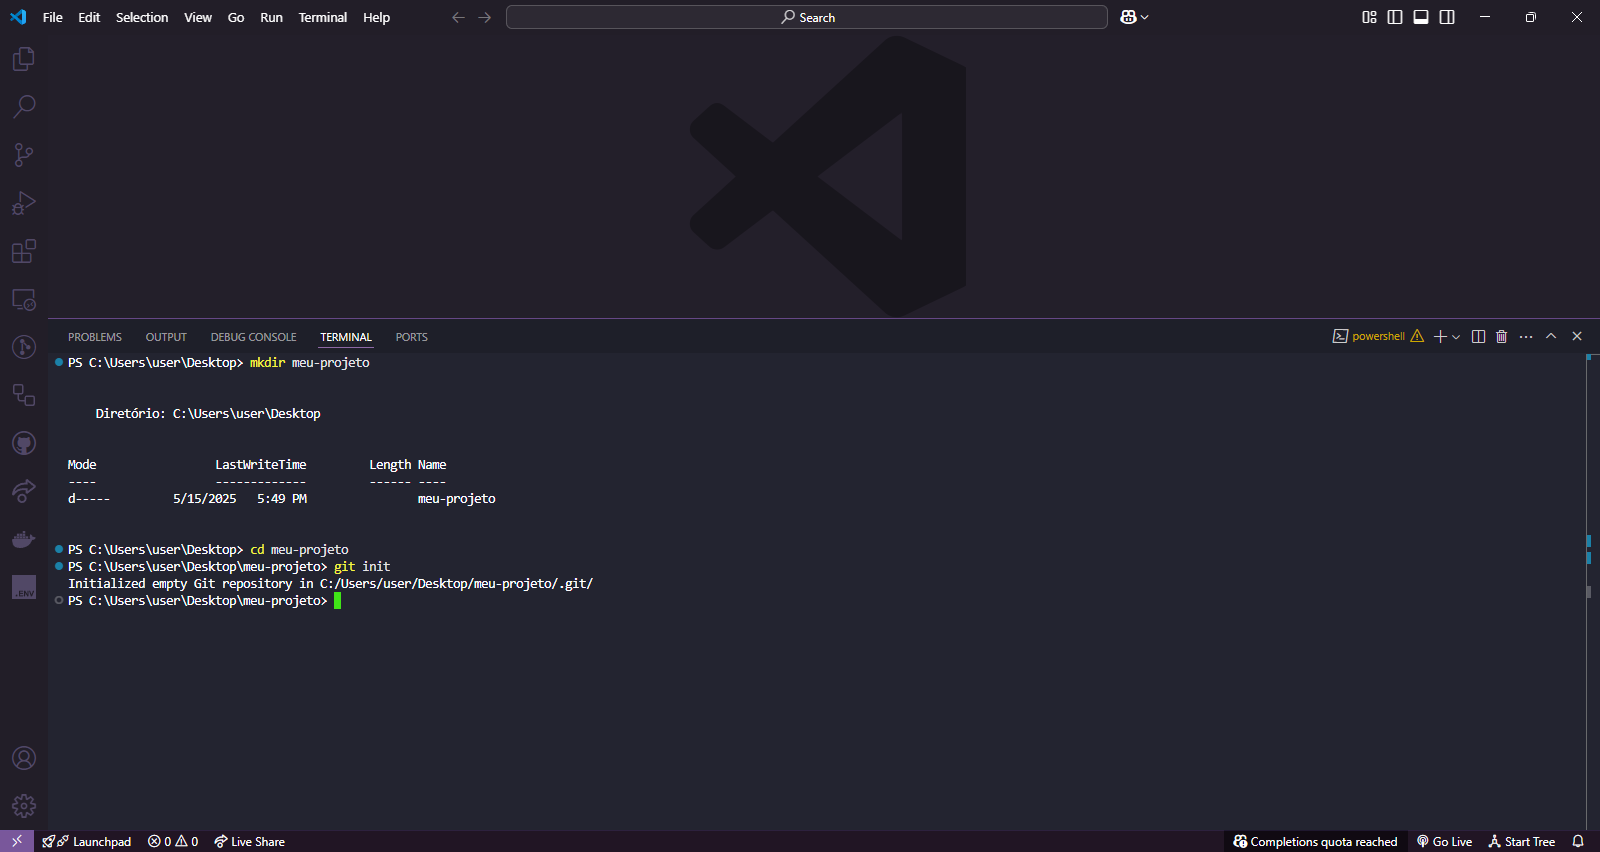 File Edit Selection View Go Run Terminal Help Search
PROBLEMS OUTPUT DEBUG CONSOLE TERMINAL PORTS powershell
PS C:\Users\user\Desktop> mkdir meu-projeto
Diretório: C:\Users\user\Desktop
Mode LastWriteTime Length Name
---- ------------- ------ ----
d----- 5/15/2025 5:49 PM meu-projeto
PS C:\Users\user\Desktop> cd meu-projeto
PS C:\Users\user\Desktop\meu-projeto> git init
Initialized empty Git repository in C:/Users/user/Desktop/meu-projeto/.git/
PS C:\Users\user\Desktop\meu-projeto>
.ENV
Launchpad 0 0 Live Share Completions quota reached Go Live Start Tree